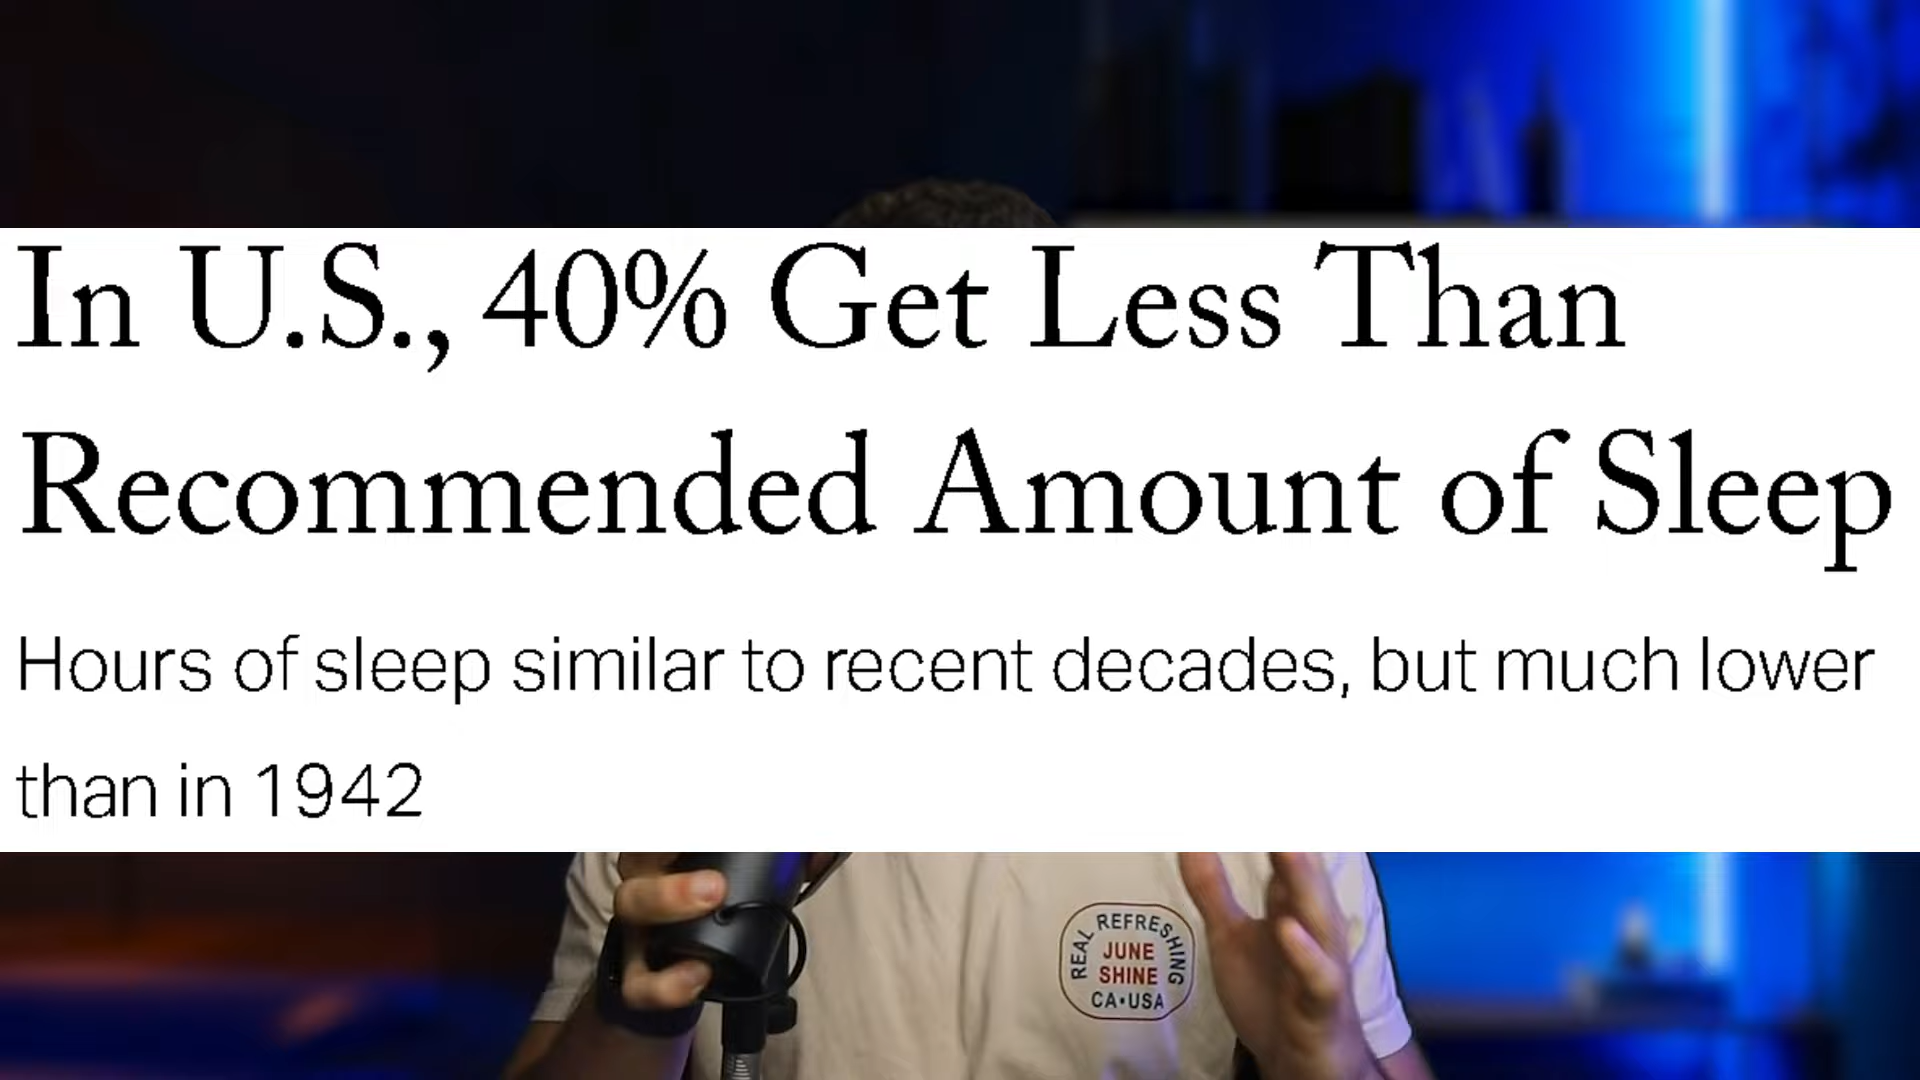 In U.S., 40% Get Less Than
Recommended Amount of Sleep
Hours of sleep similar to recent decades, but much lower
than in 1942
REAL REFRESHING
JUNE
SHINE
CA•USA